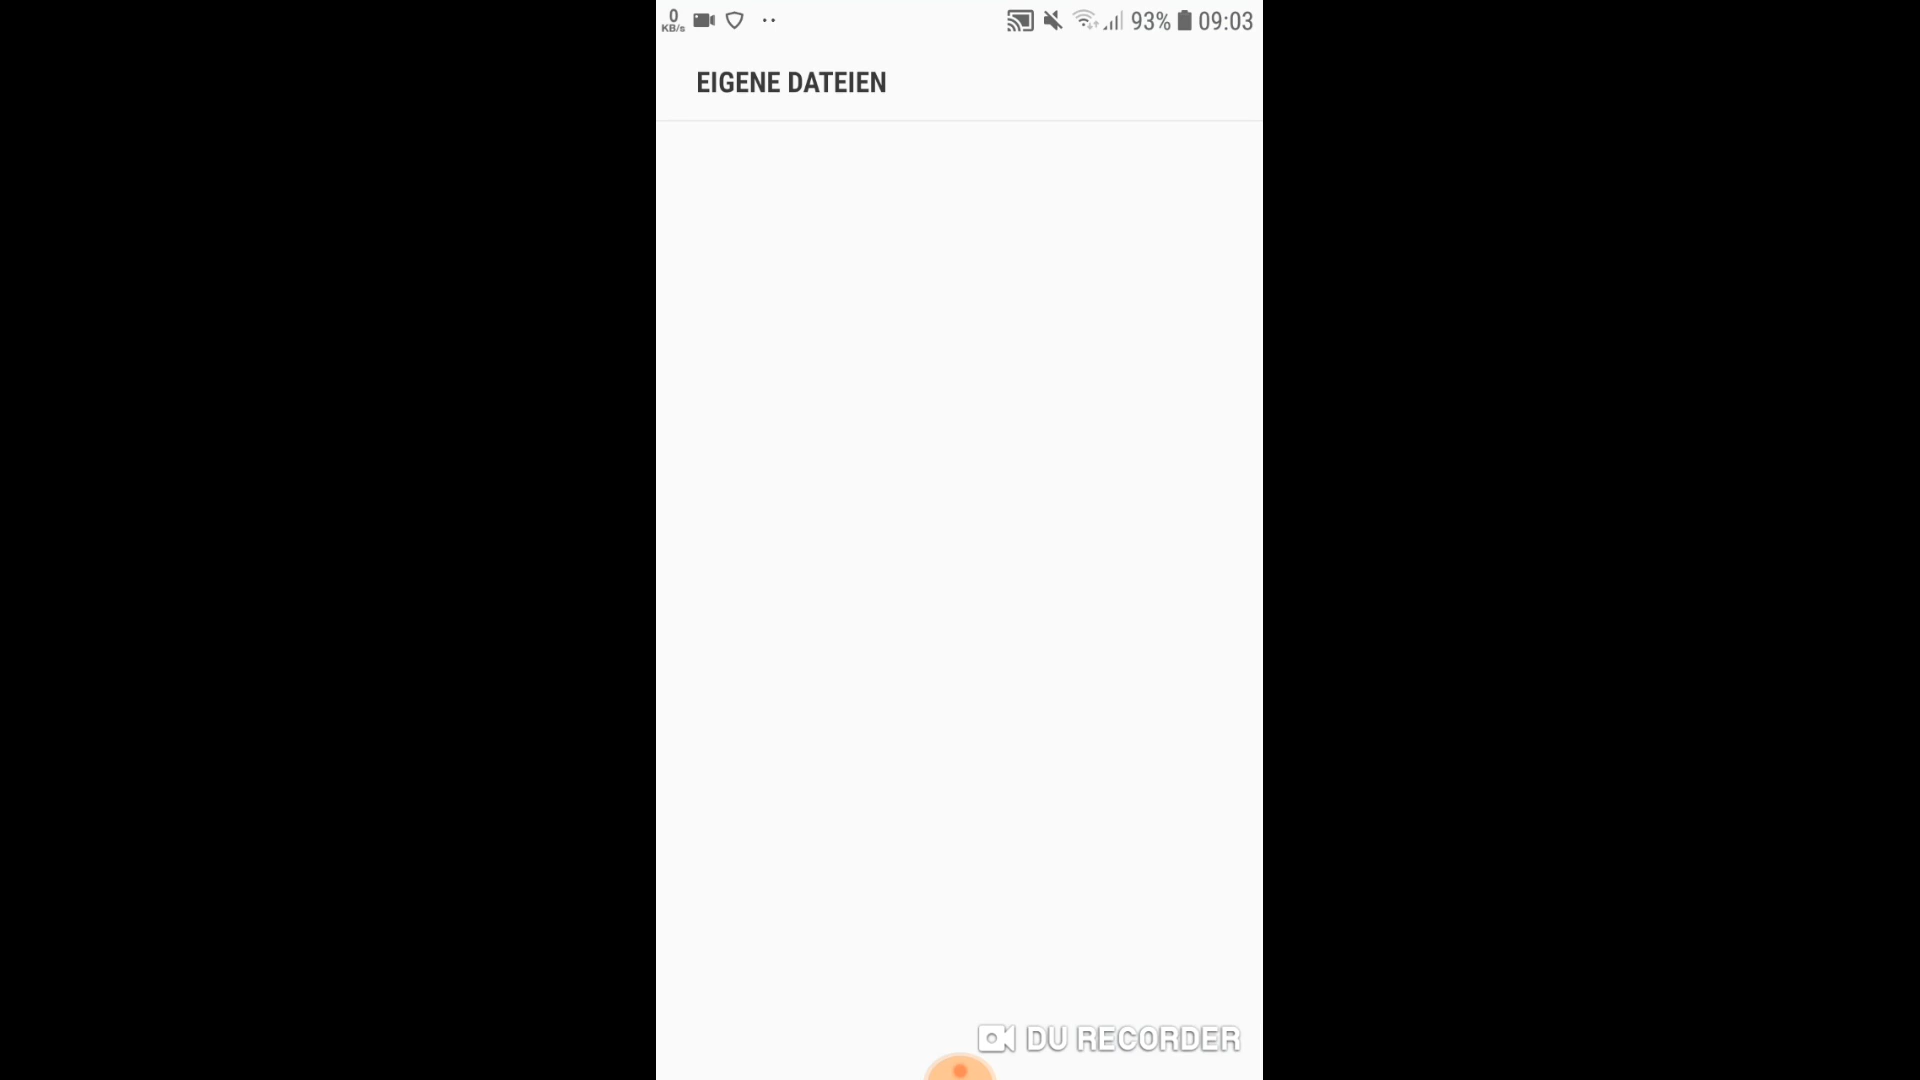 0
KB/s
93% 09:03
EIGENE DATEIEN
DU RECORDER